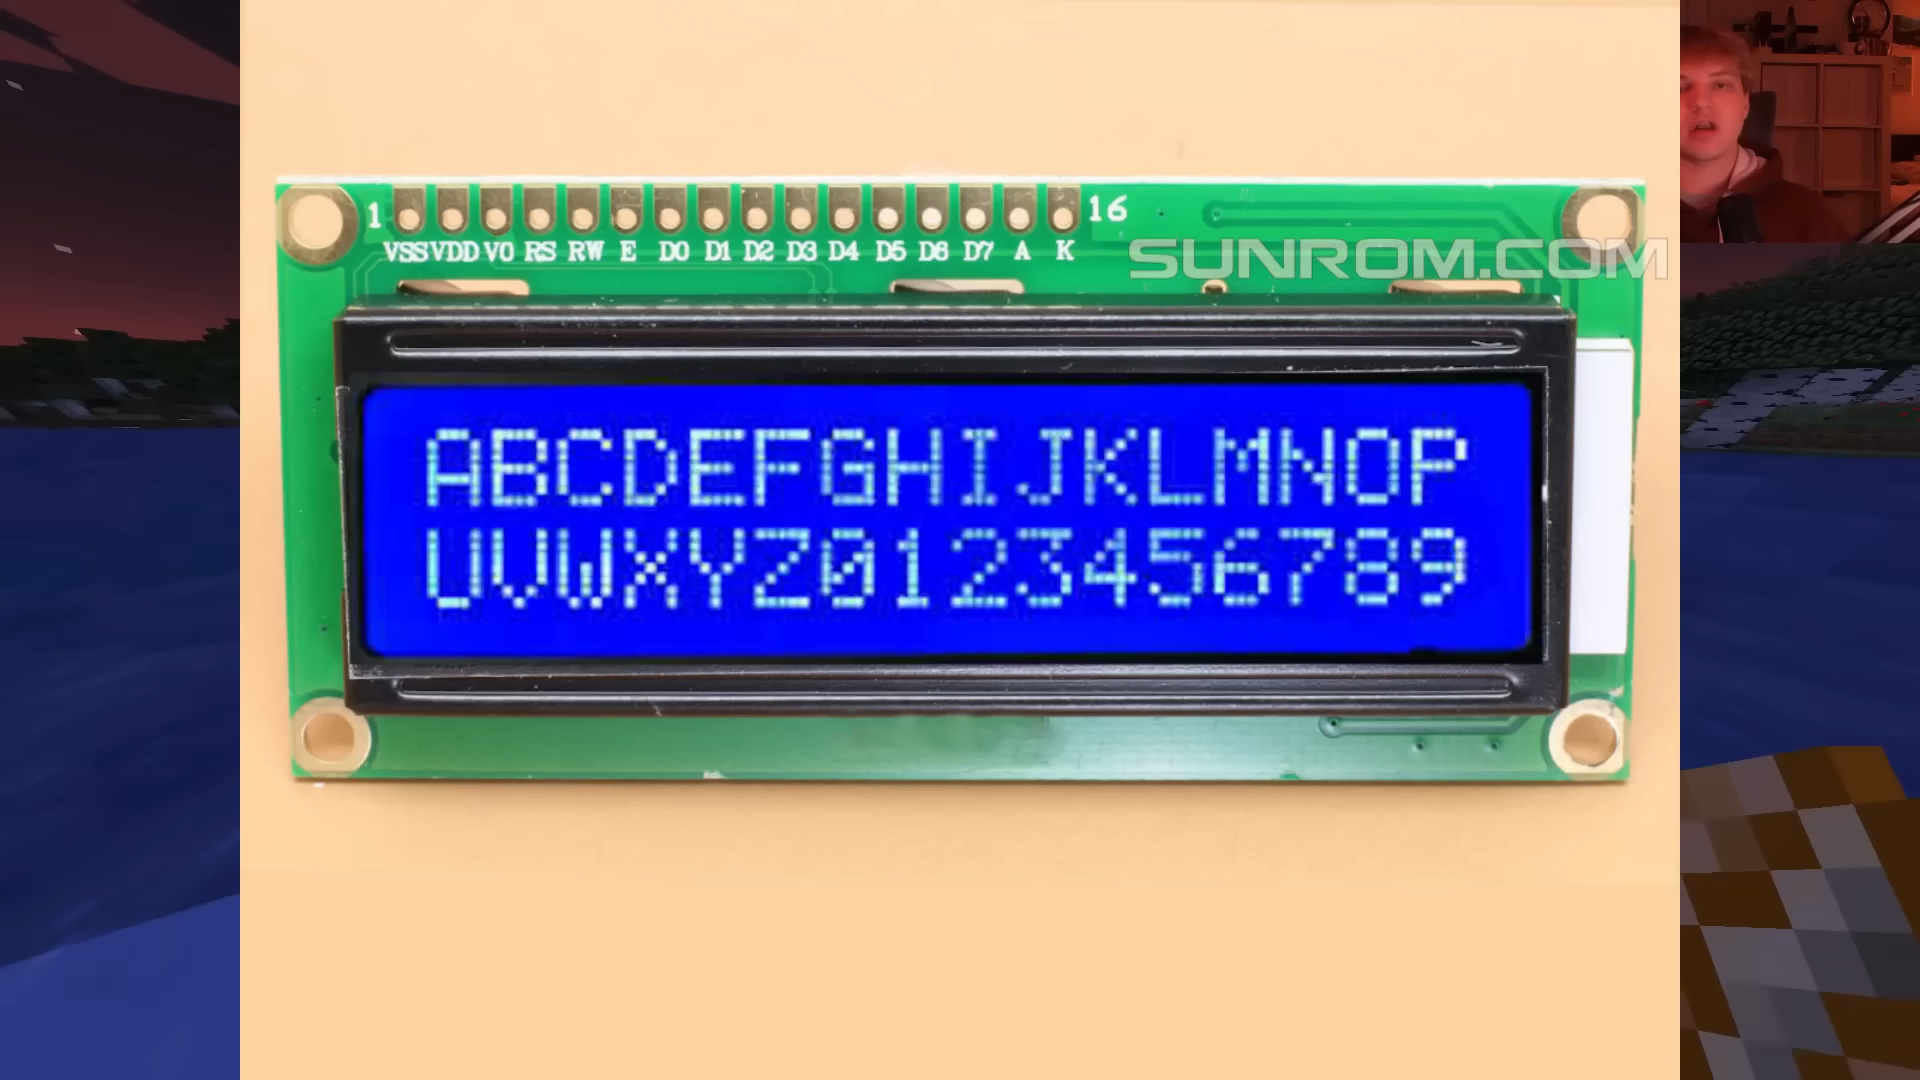 1 16
VSS VDD V0 RS RW E D0 D1 D2 D3 D4 D5 D6 D7 A K
SUNROM.COM
ABCDEFGHIJKLMNOP
UVWXYZ0123456789